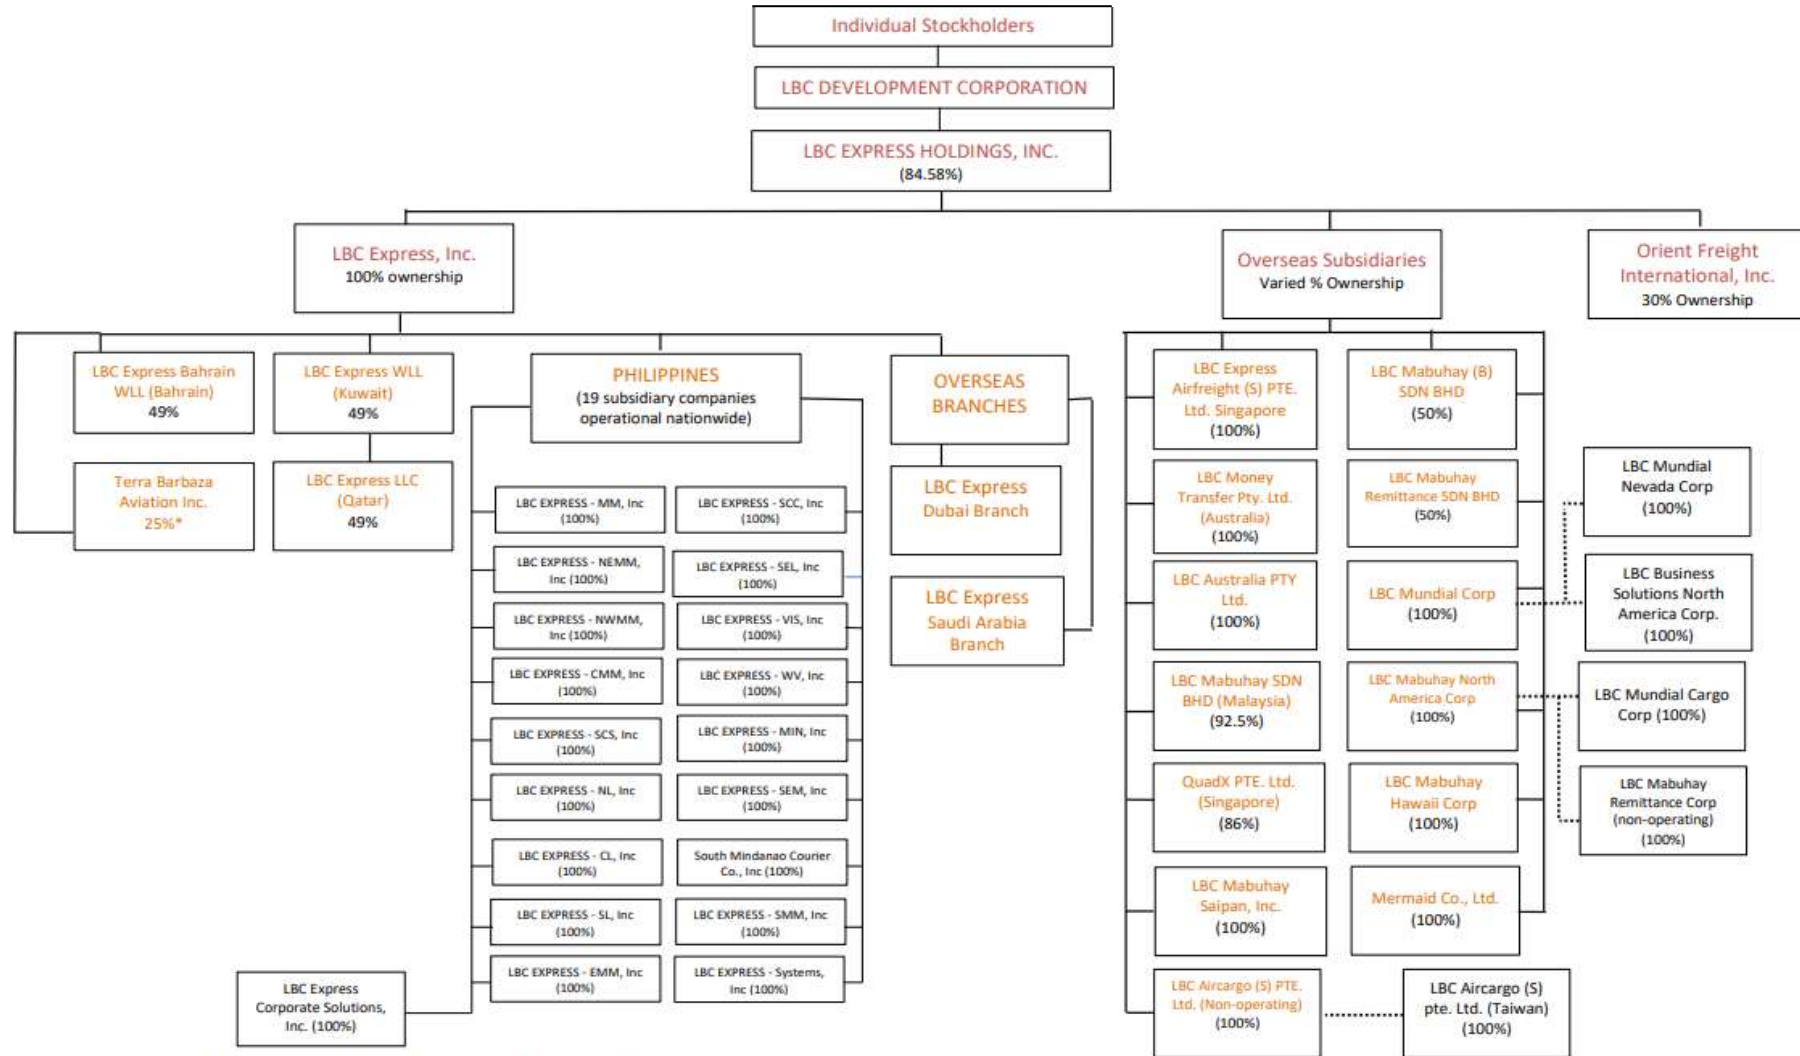 Individual Stockholders
LBC DEVELOPMENT CORPORATION
LBC EXPRESS HOLDINGS, INC.
(84.58%)
LBC Express, Inc.
100% ownership
Overseas Subsidiaries
Varied % Ownership
Orient Freight
International, Inc.
30% Ownership
LBC Express Bahrain
WLL (Bahrain)
49%
LBC Express WLL
(Kuwait)
49%
Terra Barbaza
Aviation Inc.
25%*
LBC Express LLC
(Qatar)
49%
PHILIPPINES
(19 subsidiary companies
operational nationwide)
LBC EXPRESS - MM, Inc
(100%)
LBC EXPRESS - SCC, Inc
(100%)
LBC EXPRESS - NEMM,
Inc (100%)
LBC EXPRESS - SEL, Inc
(100%)
LBC EXPRESS - NWMM,
Inc (100%)
LBC EXPRESS - VIS, Inc
(100%)
LBC EXPRESS - CMM, Inc
(100%)
LBC EXPRESS - WV, Inc
(100%)
LBC EXPRESS - SCS, Inc
(100%)
LBC EXPRESS - MIN, Inc
(100%)
LBC EXPRESS - NL, Inc
(100%)
LBC EXPRESS - SEM, Inc
(100%)
LBC EXPRESS - CL, Inc
(100%)
South Mindanao Courier
Co., Inc (100%)
LBC EXPRESS - SL, Inc
(100%)
LBC EXPRESS - SMM, Inc
(100%)
LBC EXPRESS - EMM, Inc
(100%)
LBC EXPRESS - Systems,
Inc (100%)
LBC Express
Corporate Solutions,
Inc. (100%)
OVERSEAS
BRANCHES
LBC Express
Dubai Branch
LBC Express
Saudi Arabia
Branch
LBC Express
Airfreight (S) PTE.
Ltd. Singapore
(100%)
LBC Mabuhay (B)
SDN BHD
(50%)
LBC Money
Transfer Pty. Ltd.
(Australia)
(100%)
LBC Mabuhay
Remittance SDN BHD
(50%)
LBC Australia PTY
Ltd.
(100%)
LBC Mundial Corp
(100%)
LBC Mabuhay SDN
BHD (Malaysia)
(92.5%)
LBC Mabuhay North
America Corp
(100%)
QuadX PTE. Ltd.
(Singapore)
(86%)
LBC Mabuhay
Hawaii Corp
(100%)
LBC Mabuhay
Saipan, Inc.
(100%)
Mermaid Co., Ltd.
(100%)
LBC Aircargo (S) PTE.
Ltd. (Non-operating)
(100%)
LBC Aircargo (S)
pte. Ltd. (Taiwan)
(100%)
LBC Mundial
Nevada Corp
(100%)
LBC Business
Solutions North
America Corp.
(100%)
LBC Mundial Cargo
Corp (100%)
LBC Mabuhay
Remittance Corp
(non-operating)
(100%)